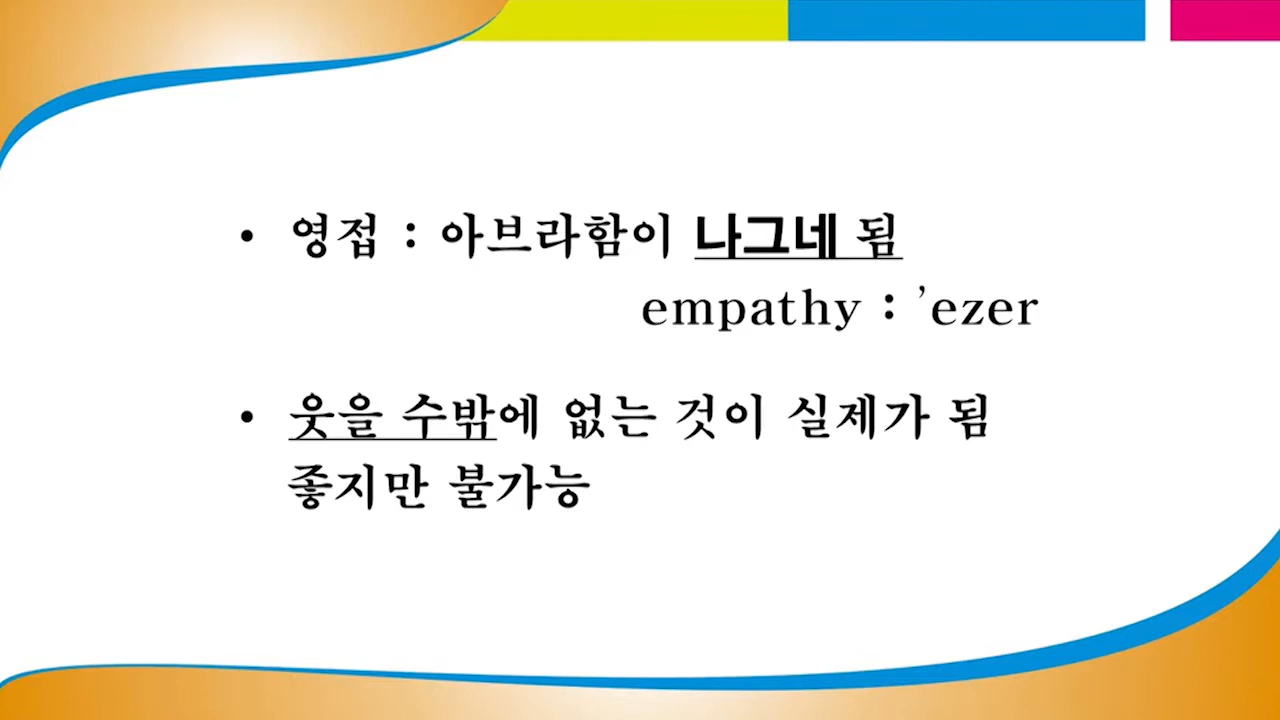 • 영접 : 아브라함이 나그네 됨
empathy : ’ezer
• 웃을 수밖에 없는 것이 실제가 됨
좋지만 불가능